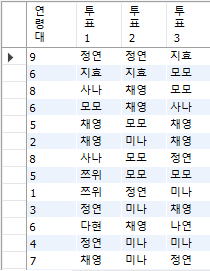 연령대 투표1 투표2 투표3
9 정연 정연 지효
6 지효 지효 모모
8 사나 채영 모모
6 모모 채영 사나
5 채영 모모 채영
2 채영 미나 채영
8 사나 모모 정연
5 쯔위 모모 모모
1 쯔위 정연 미나
3 정연 미나 채영
6 다현 채영 나연
4 정연 미나 미나
7 채영 미나 정연